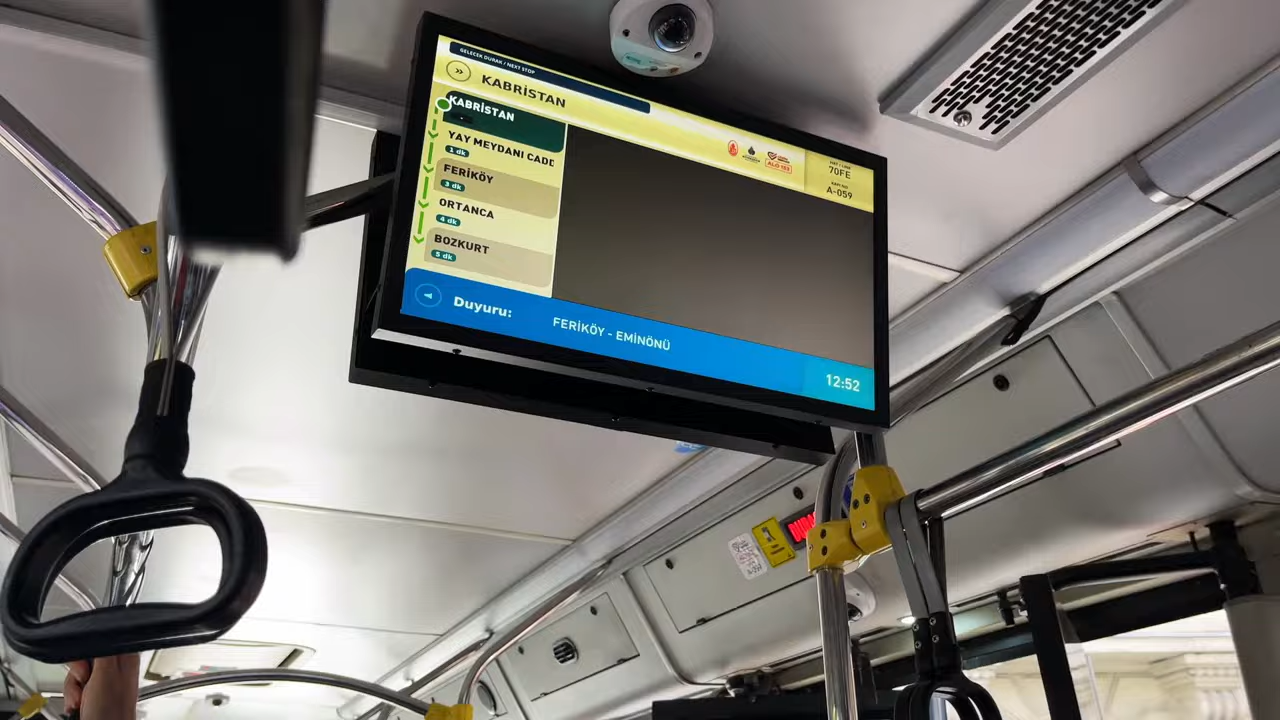 GELECEK DURAK / NEXT STOP
KABRİSTAN
KABRİSTAN
YAY MEYDANI CADD
1 dk
FERİKÖY
3 dk
ORTANCA
4 dk
BOZKURT
5 dk
ALO 153
HAT / LINE
70FE
KAPI NO
A-059
Duyuru:
FERİKÖY - EMİNÖNÜ
12:52